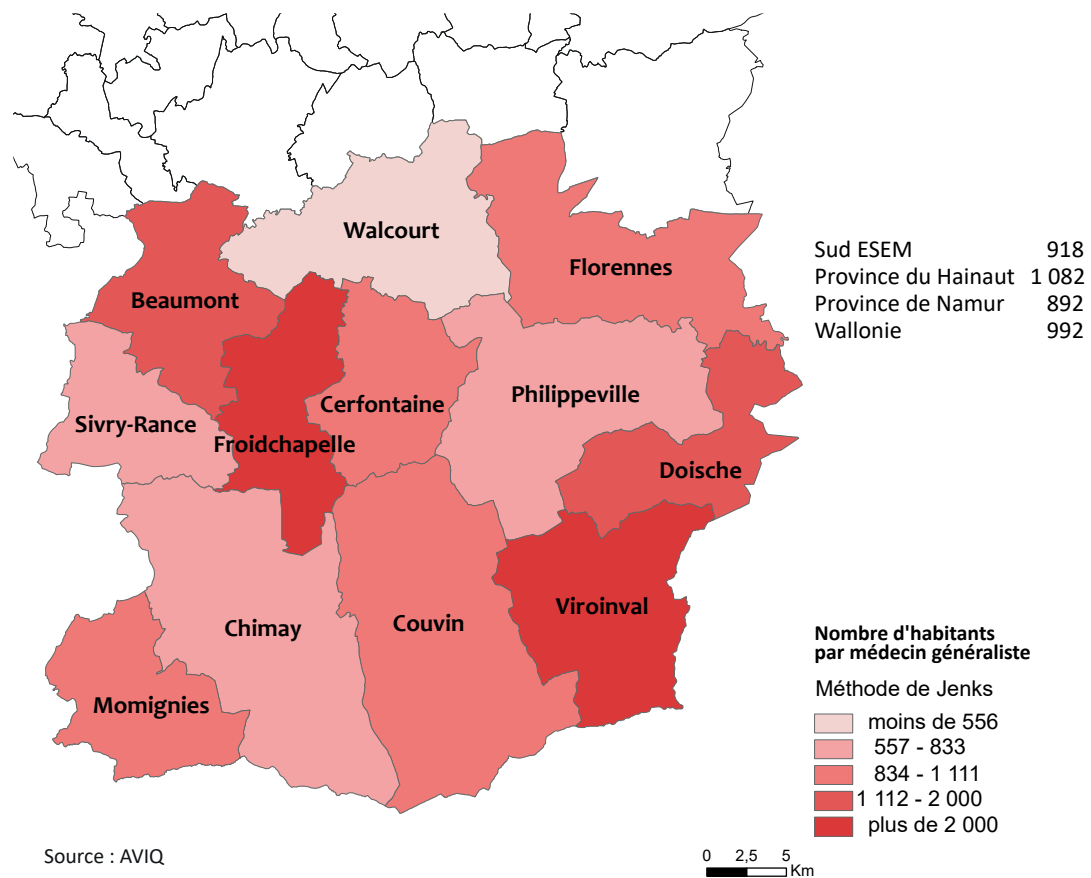 Walcourt
Florennes
Beaumont
Sud ESEM 918
Province du Hainaut 1 082
Province de Namur 892
Wallonie 992
Philippeville
Cerfontaine
Sivry-Rance
Froidchapelle
Doische
Viroinval
Couvin
Chimay
Momignies
Nombre d'habitants
par médecin généraliste
Méthode de Jenks
moins de 556
557 - 833
834 - 1 111
1 112 - 2 000
plus de 2 000
Source : AVIQ
0 2,5 5
Km